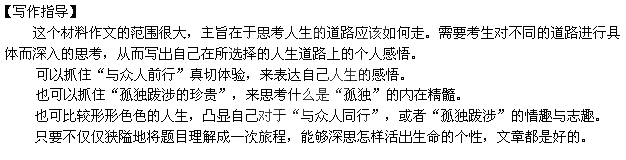 【写作指导】
这个材料作文的范围很大，主旨在于思考人生的道路应该如何走。需要考生对不同的道路进行具
体而深入的思考，从而写出自己在所选择的人生道路上的个人感悟。
可以抓住“与众人前行”真切体验，来表达自己人生的感悟。
也可以抓住“孤独跋涉的珍贵”，来思考什么是“孤独”的内在精髓。
也可比较形形色色的人生，凸显自己对于“与众人同行”，或者“孤独跋涉”的情趣与志趣。
只要不仅仅狭隘地将题目理解成一次旅程，能够深思怎样活出生命的个性，文章都是好的。